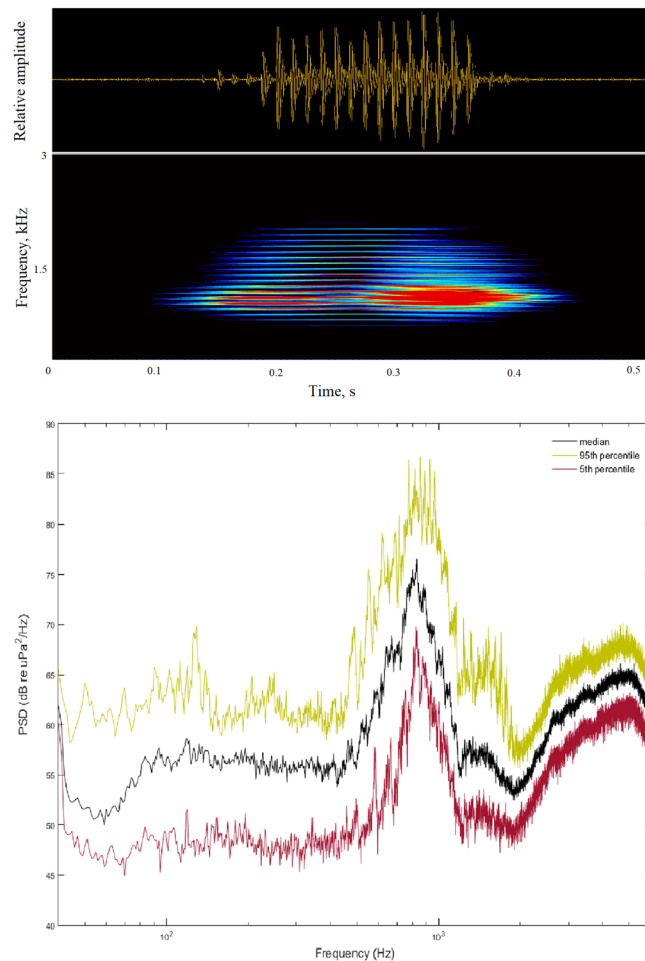 Relative amplitude
3
Frequency, kHz
1.5
0
0.1
0.2
0.3
0.4
0.5
Time, s
90
85
80
75
70
65
60
55
50
45
40
PSD (dB re uPa²/Hz)
median
95th percentile
5th percentile
10²
10³
Frequency (Hz)